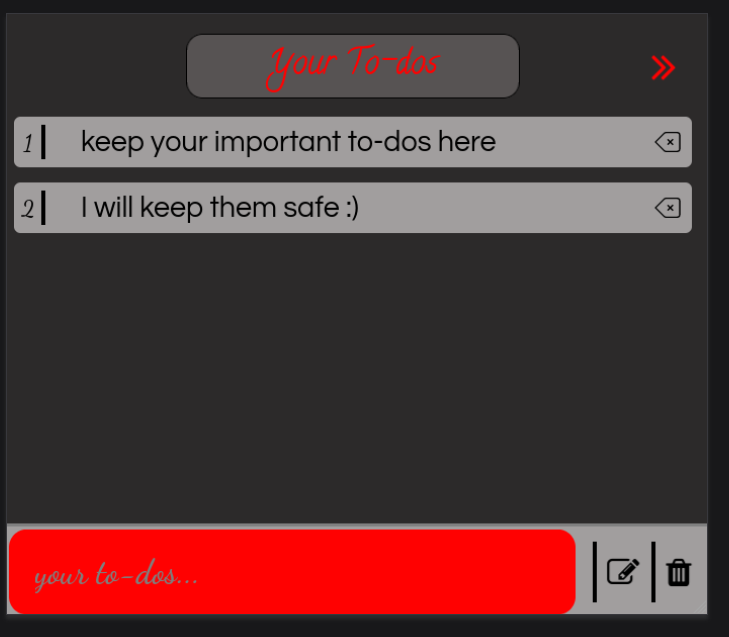 Your To-dos
1 keep your important to-dos here
2 I will keep them safe :)
your to-dos...